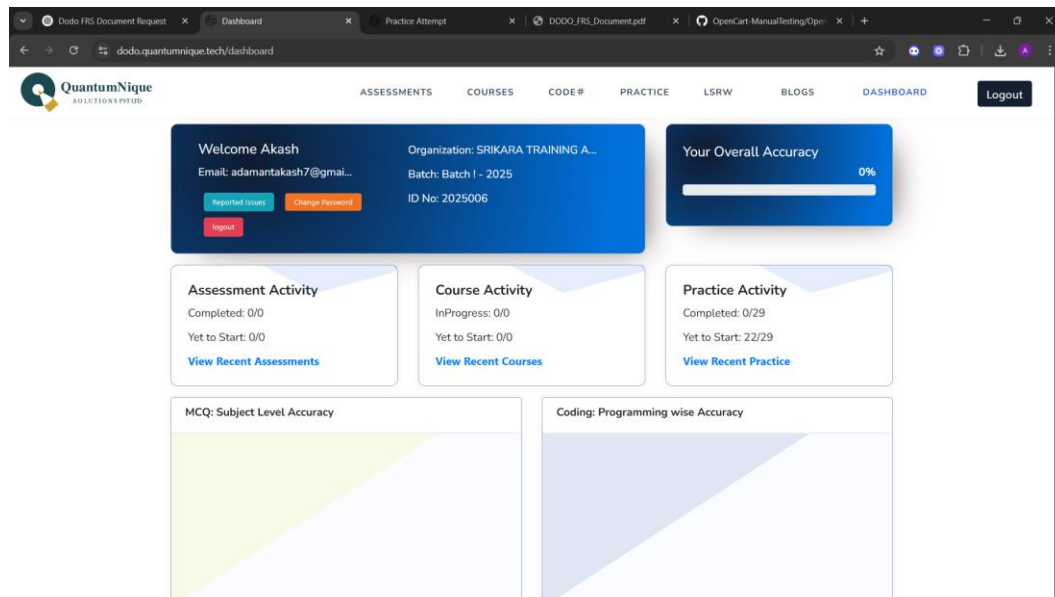 Dodo FRS Document Request
Dashboard
Practice Attempt
DODO_FRS_Document.pdf
OpenCart-ManualTesting/Open
dodo.quantumnique.tech/dashboard
A
QuantumNique
SOLUTIONS PVT LTD
ASSESSMENTS
COURSES
CODE#
PRACTICE
LSRW
BLOGS
DASHBOARD
Logout
Welcome Akash
Email: adamantakash7@gmai...
Reported Issues
Change Password
logout
Organization: SRIKARA TRAINING A...
Batch: Batch ! - 2025
ID No: 2025006
Your Overall Accuracy
0%
Assessment Activity
Completed: 0/0
Yet to Start: 0/0
View Recent Assessments
Course Activity
InProgress: 0/0
Yet to Start: 0/0
View Recent Courses
Practice Activity
Completed: 0/29
Yet to Start: 22/29
View Recent Practice
MCQ: Subject Level Accuracy
Coding: Programming wise Accuracy